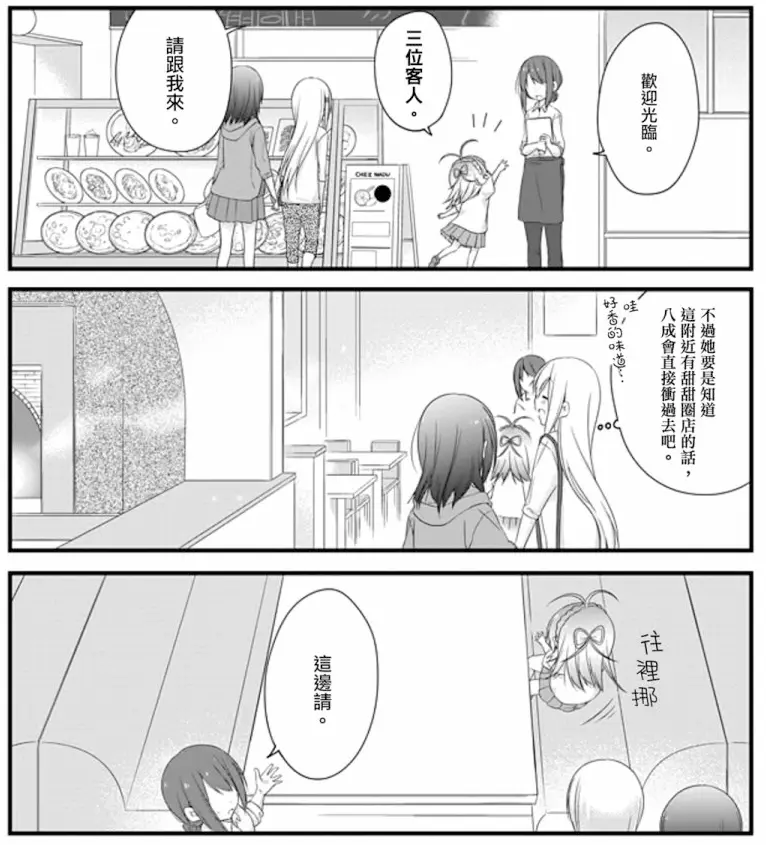 歡迎光臨。
三位客人。
請跟我來。
CHEZ NAGU
不過她要是知道
這附近有甜甜圈店的話，
八成會直接衝過去吧。
哇
好香的味道…
往裡挪
這邊請。